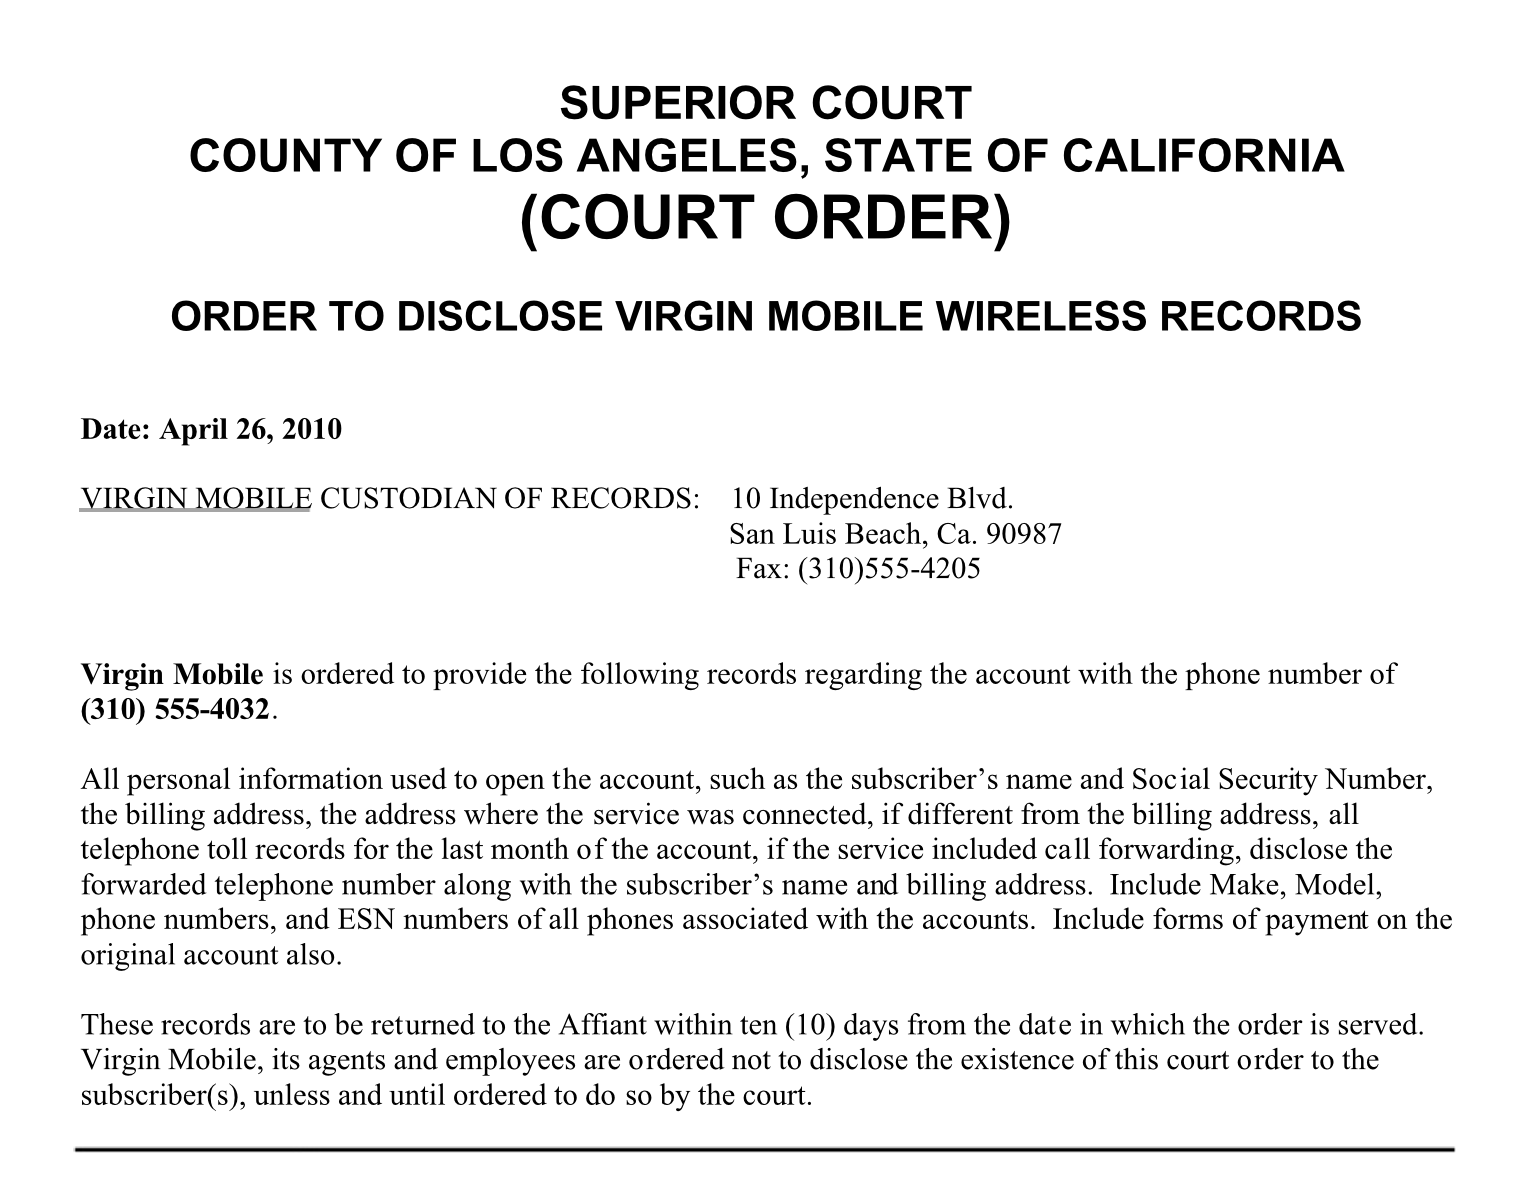 SUPERIOR COURT
COUNTY OF LOS ANGELES, STATE OF CALIFORNIA
(COURT ORDER)
ORDER TO DISCLOSE VIRGIN MOBILE WIRELESS RECORDS
Date: April 26, 2010
VIRGIN MOBILE CUSTODIAN OF RECORDS: 10 Independence Blvd.
San Luis Beach, Ca. 90987
Fax: (310)555-4205
Virgin Mobile is ordered to provide the following records regarding the account with the phone number of
(310) 555-4032.
All personal information used to open the account, such as the subscriber’s name and Social Security Number,
the billing address, the address where the service was connected, if different from the billing address, all
telephone toll records for the last month of the account, if the service included call forwarding, disclose the
forwarded telephone number along with the subscriber’s name and billing address. Include Make, Model,
phone numbers, and ESN numbers of all phones associated with the accounts. Include forms of payment on the
original account also.
These records are to be returned to the Affiant within ten (10) days from the date in which the order is served.
Virgin Mobile, its agents and employees are ordered not to disclose the existence of this court order to the
subscriber(s), unless and until ordered to do so by the court.